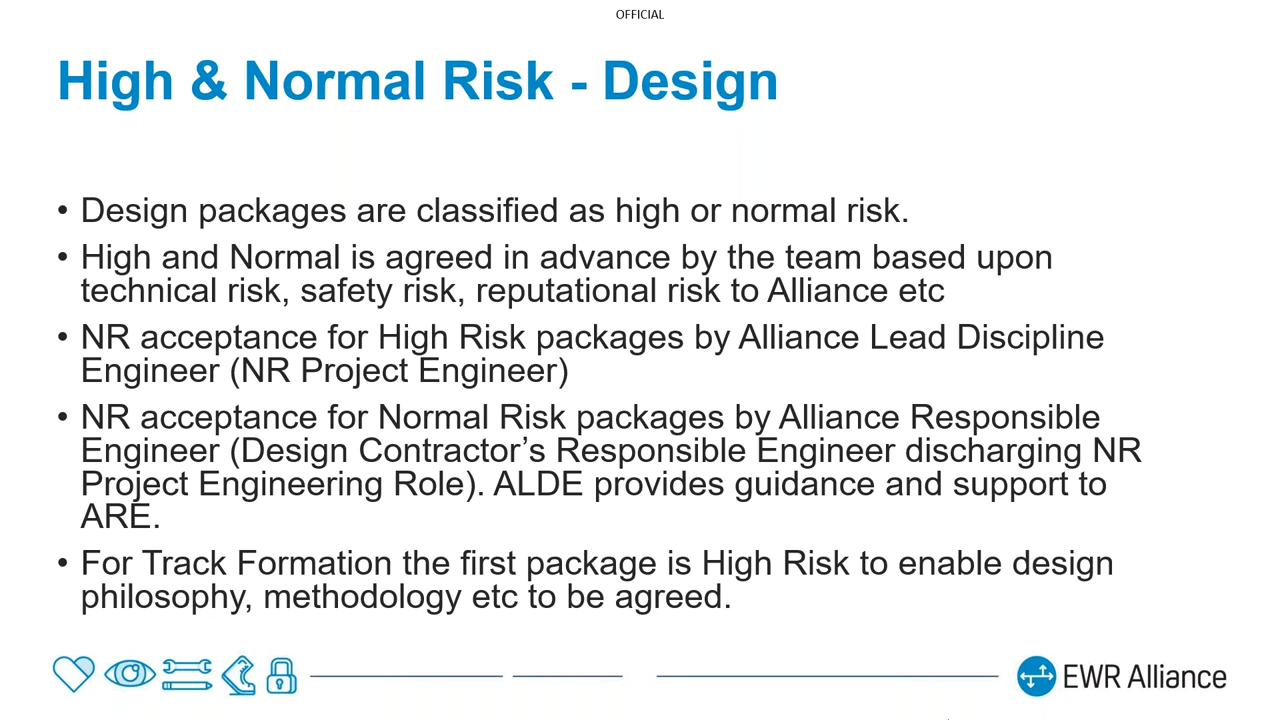 OFFICIAL
High & Normal Risk - Design
• Design packages are classified as high or normal risk.
• High and Normal is agreed in advance by the team based upon
technical risk, safety risk, reputational risk to Alliance etc
• NR acceptance for High Risk packages by Alliance Lead Discipline
Engineer (NR Project Engineer)
• NR acceptance for Normal Risk packages by Alliance Responsible
Engineer (Design Contractor’s Responsible Engineer discharging NR
Project Engineering Role). ALDE provides guidance and support to
ARE.
• For Track Formation the first package is High Risk to enable design
philosophy, methodology etc to be agreed.
EWR Alliance